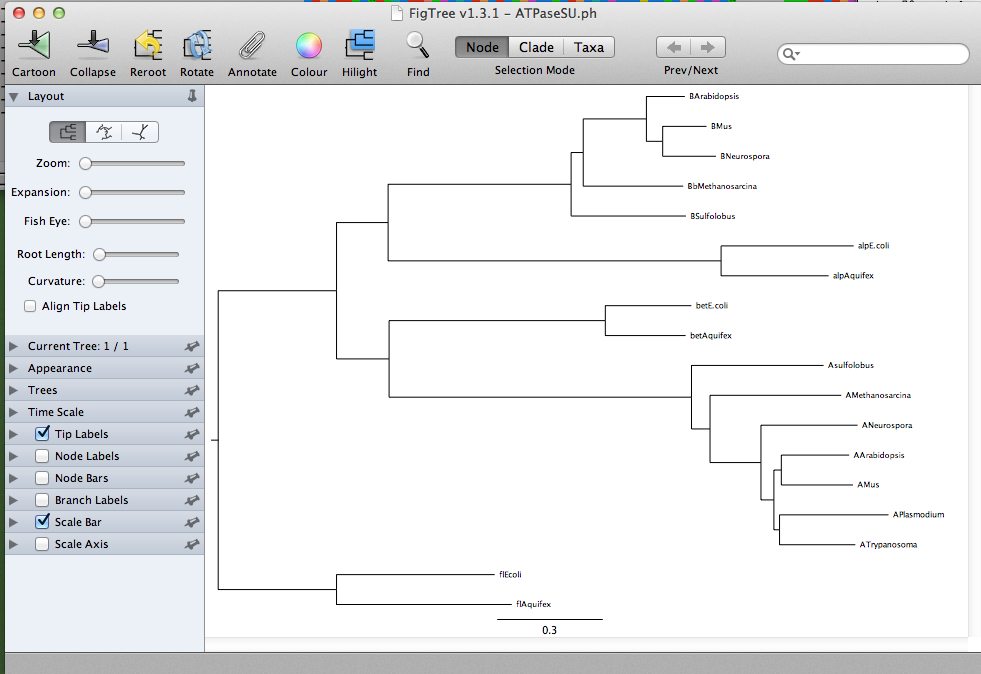 FigTree v1.3.1 - ATPaseSU.ph
Cartoon Collapse Reroot Rotate Annotate Colour Hilight Find
Node Clade Taxa
Selection Mode
Prev/Next
Layout
Zoom:
Expansion:
Fish Eye:
Root Length:
Curvature:
Align Tip Labels
Current Tree: 1 / 1
Appearance
Trees
Time Scale
Tip Labels
Node Labels
Node Bars
Branch Labels
Scale Bar
Scale Axis
BArabidopsis
BMus
BNeurospora
BbMethanosarcina
BSulfolobus
alpE.coli
alpAquifex
betE.coli
betAquifex
Asulfolobus
AMethanosarcina
ANeurospora
AArabidopsis
AMus
APlasmodium
ATrypanosoma
flEcoli
flAquifex
0.3